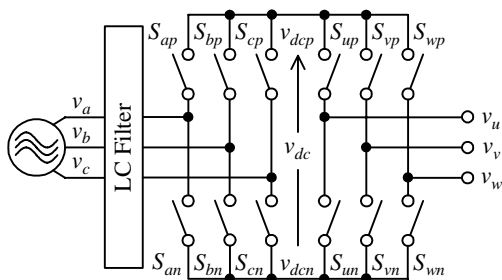 S_ap S_bp S_cp v_dcp S_up S_vp S_wp
v_a
v_b
v_c
LC Filter
v_dc
v_u
v_v
v_w
S_an S_bn S_cn v_dcn S_un S_vn S_wn